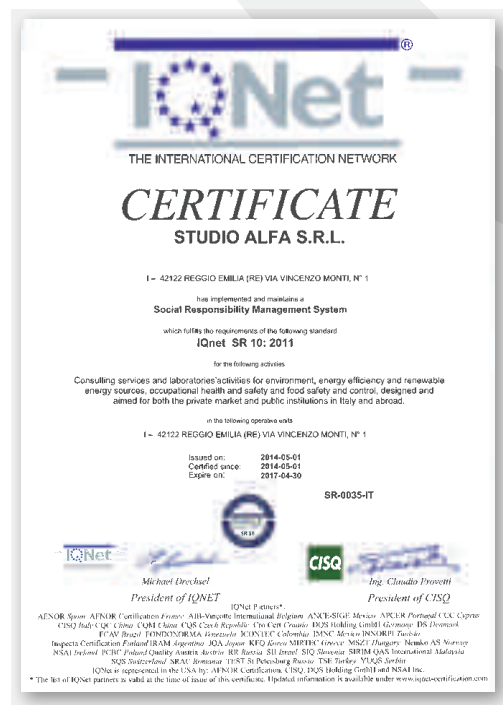 IQNet ®
THE INTERNATIONAL CERTIFICATION NETWORK
CERTIFICATE
STUDIO ALFA S.R.L.
I – 42122 REGGIO EMILIA (RE) VIA VINCENZO MONTI, N° 1
has implemented and maintains a
Social Responsibility Management System
which fulfils the requirements of the following standard
IQnet SR 10: 2011
for the following activities
Consulting services and laboratories'activities for environment, energy efficiency and renewable
energy sources, occupational health and safety and food safety and control, designed and
aimed for both the private market and public institutions in Italy and abroad.
in the following operative units
I – 42122 REGGIO EMILIA (RE) VIA VINCENZO MONTI, N° 1
Issued on: 2014-05-01
Certified since: 2014-05-01
Expire on: 2017-04-30
SR-0035-IT
SR 10
IQNet
CISQ
Michael Drechsel
Ing. Claudio Provetti
President of IQNET
President of CISQ
IQNet Partners*:
AENOR Spain AFNOR Certification France AIB-Vinçotte International Belgium ANCE-SIGE Mexico APCER Portugal CCC Cyprus
CISQ Italy CQC China CQM China CQS Czech Republic Cro Cert Croatia DQS Holding GmbH Germany DS Denmark
FCAV Brazil FONDONORMA Venezuela ICONTEC Colombia IMNC Mexico INNORPI Tunisia
Inspecta Certification Finland IRAM Argentina JQA Japan KFQ Korea MIRTEC Greece MSZT Hungary Nemko AS Norway
NSAI Ireland PCBC Poland Quality Austria Austria RR Russia SII Israel SIQ Slovenia SIRIM QAS International Malaysia
SQS Switzerland SRAC Romania TEST St Petersburg Russia TSE Turkey YUQS Serbia
IQNet is represented in the USA by: AFNOR Certification, CISQ, DQS Holding GmbH and NSAI Inc.
* The list of IQNet partners is valid at the time of issue of this certificate. Updated information is available under www.iqnet-certification.com